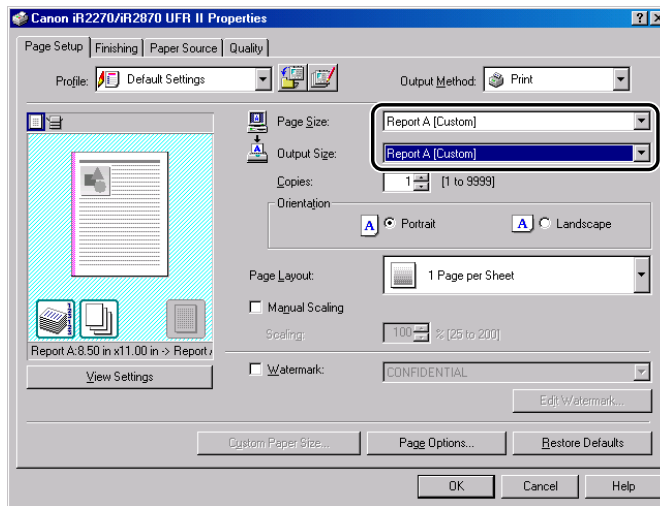 Canon iR2270/iR2870 UFR II Properties
Page Setup Finishing Paper Source Quality
Profile: Default Settings Output Method: Print
Page Size: Report A [Custom]
Output Size: Report A [Custom]
Copies: 1 [1 to 9999]
Orientation
A Portrait A Landscape
Page Layout: 1 Page per Sheet
Manual Scaling
Scaling: 100 % [25 to 200]
Report A:8.50 in x11.00 in -> Report
View Settings
Watermark: CONFIDENTIAL
Edit Watermark...
Custom Paper Size... Page Options... Restore Defaults
OK Cancel Help